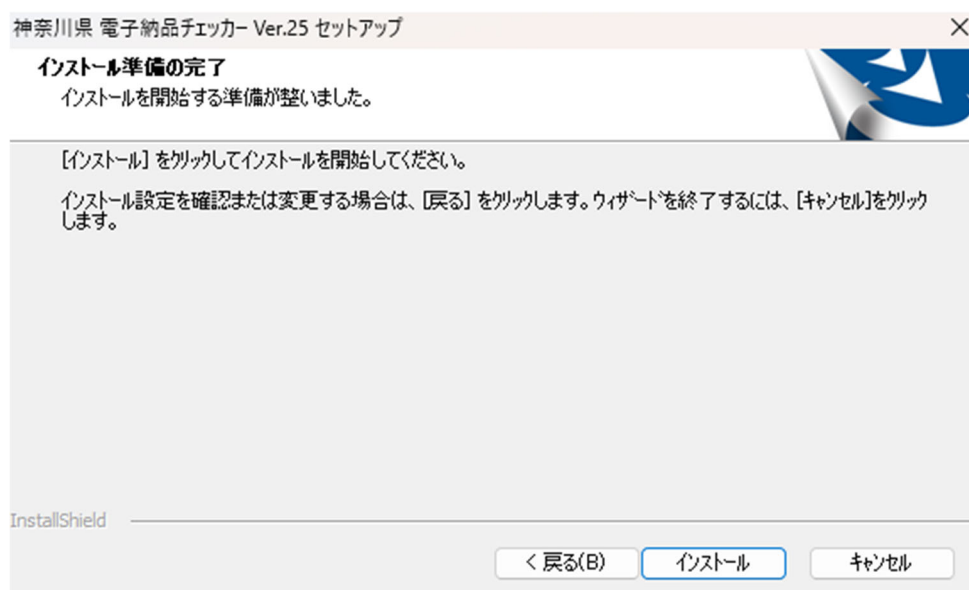 神奈川県 電子納品チェッカー Ver.25 セットアップ
インストール準備の完了
インストールを開始する準備が整いました。
[インストール] をクリックしてインストールを開始してください。
インストール設定を確認または変更する場合は、[戻る] をクリックします。ウィザードを終了するには、[キャンセル]をクリック
します。
InstallShield
< 戻る(B)
インストール
キャンセル